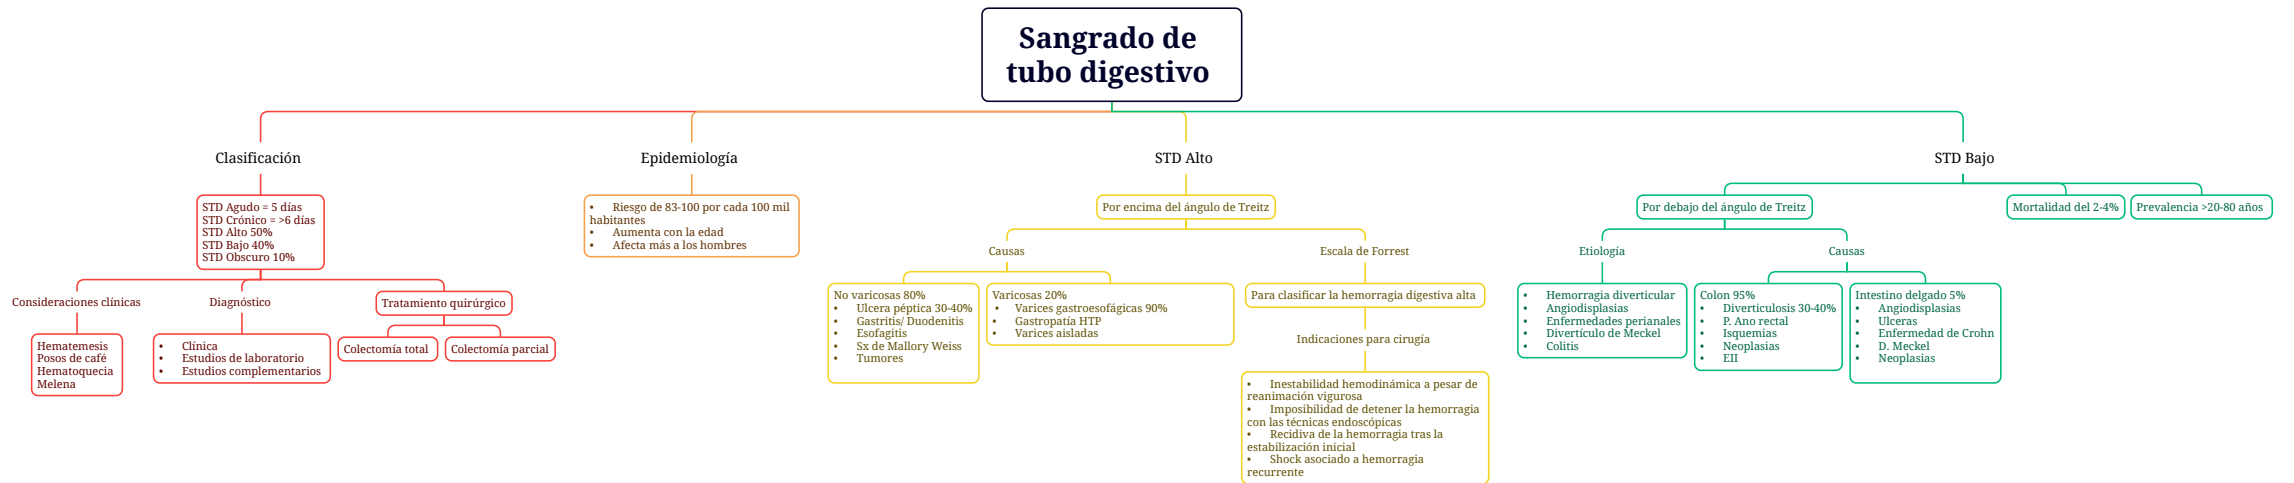 Sangrado de
tubo digestivo
Clasificación
STD Agudo = 5 días
STD Crónico = >6 días
STD Alto 50%
STD Bajo 40%
STD Obscuro 10%
Consideraciones clínicas
Hematemesis
Posos de café
Hematoquecia
Melena
Diagnóstico
• Clínica
• Estudios de laboratorio
• Estudios complementarios
Tratamiento quirúrgico
Colectomía total
Colectomía parcial
Epidemiología
• Riesgo de 83-100 por cada 100 mil
habitantes
• Aumenta con la edad
• Afecta más a los hombres
STD Alto
Por encima del ángulo de Treitz
Causas
No varicosas 80%
• Ulcera péptica 30-40%
• Gastritis/ Duodenitis
• Esofagitis
• Sx de Mallory Weiss
• Tumores
Varicosas 20%
• Varices gastroesofágicas 90%
• Gastropatía HTP
• Varices aisladas
Escala de Forrest
Para clasificar la hemorragia digestiva alta
Indicaciones para cirugía
• Inestabilidad hemodinámica a pesar de
reanimación vigurosa
• Imposibilidad de detener la hemorragia
con las técnicas endoscópicas
• Recidiva de la hemorragia tras la
estabilización inicial
• Shock asociado a hemorragia
recurrente
STD Bajo
Por debajo del ángulo de Treitz
Etiología
• Hemorragia diverticular
• Angiodisplasias
• Enfermedades perianales
• Divertículo de Meckel
• Colitis
Causas
Colon 95%
• Diverticulosis 30-40%
• P. Ano rectal
• Isquemias
• Neoplasias
• EII
Intestino delgado 5%
• Angiodisplasias
• Ulceras
• Enfermedad de Crohn
• D. Meckel
• Neoplasias
Mortalidad del 2-4%
Prevalencia >20-80 años